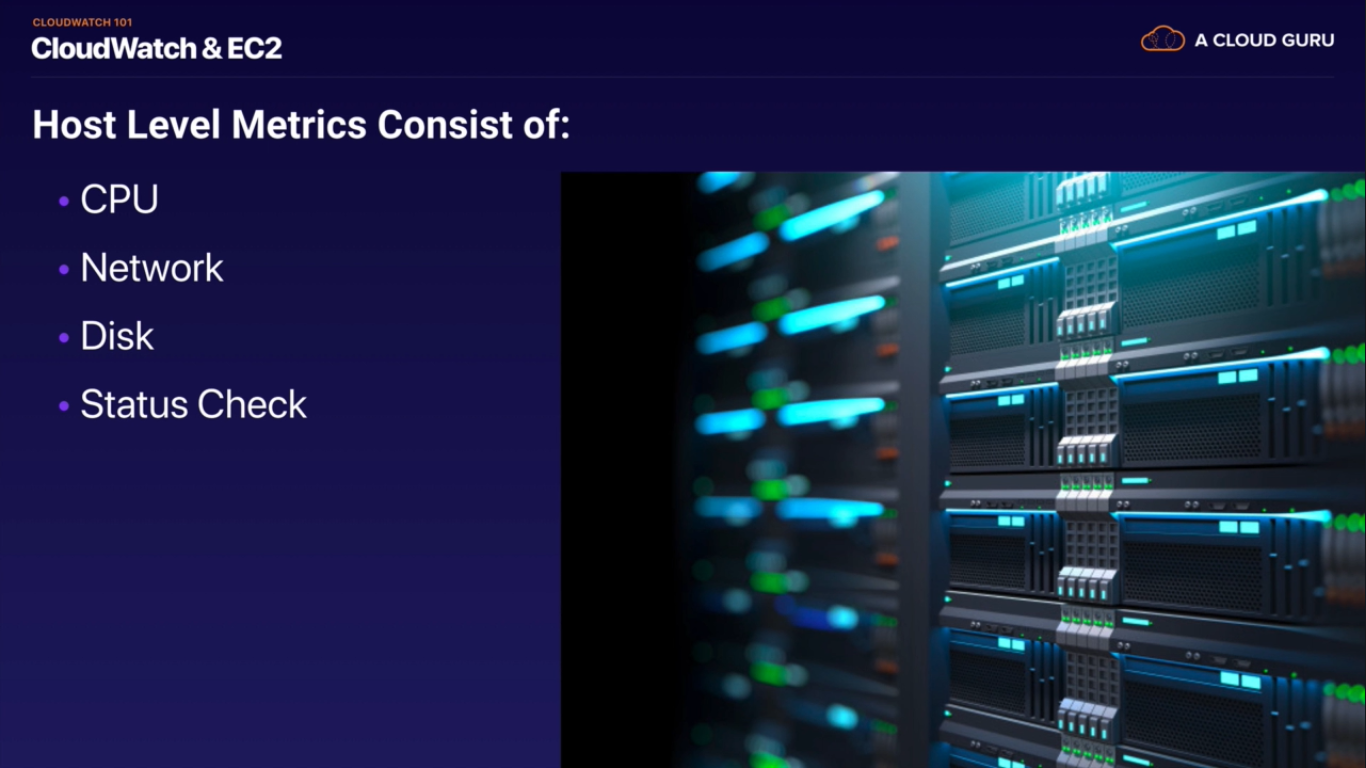 CLOUDWATCH 101
CloudWatch & EC2
A CLOUD GURU
Host Level Metrics Consist of:
• CPU
• Network
• Disk
• Status Check